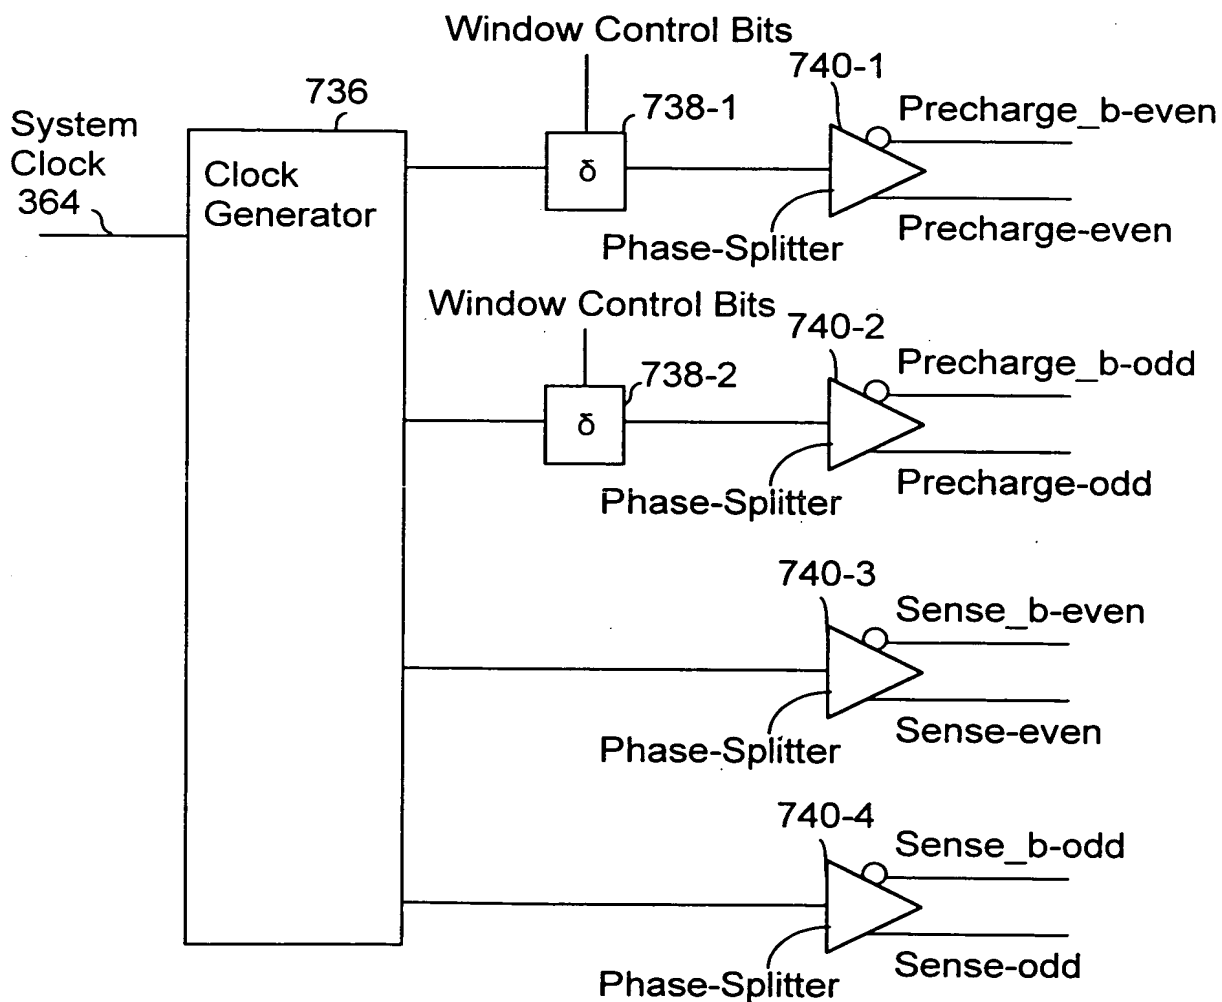 Window Control Bits
740-1
736
738-1
Precharge_b-even
System
Clock
364
Clock
Generator
δ
Phase-Splitter
Precharge-even
Window Control Bits
740-2
738-2
Precharge_b-odd
δ
Phase-Splitter
Precharge-odd
740-3
Sense_b-even
Phase-Splitter
Sense-even
740-4
Sense_b-odd
Phase-Splitter
Sense-odd